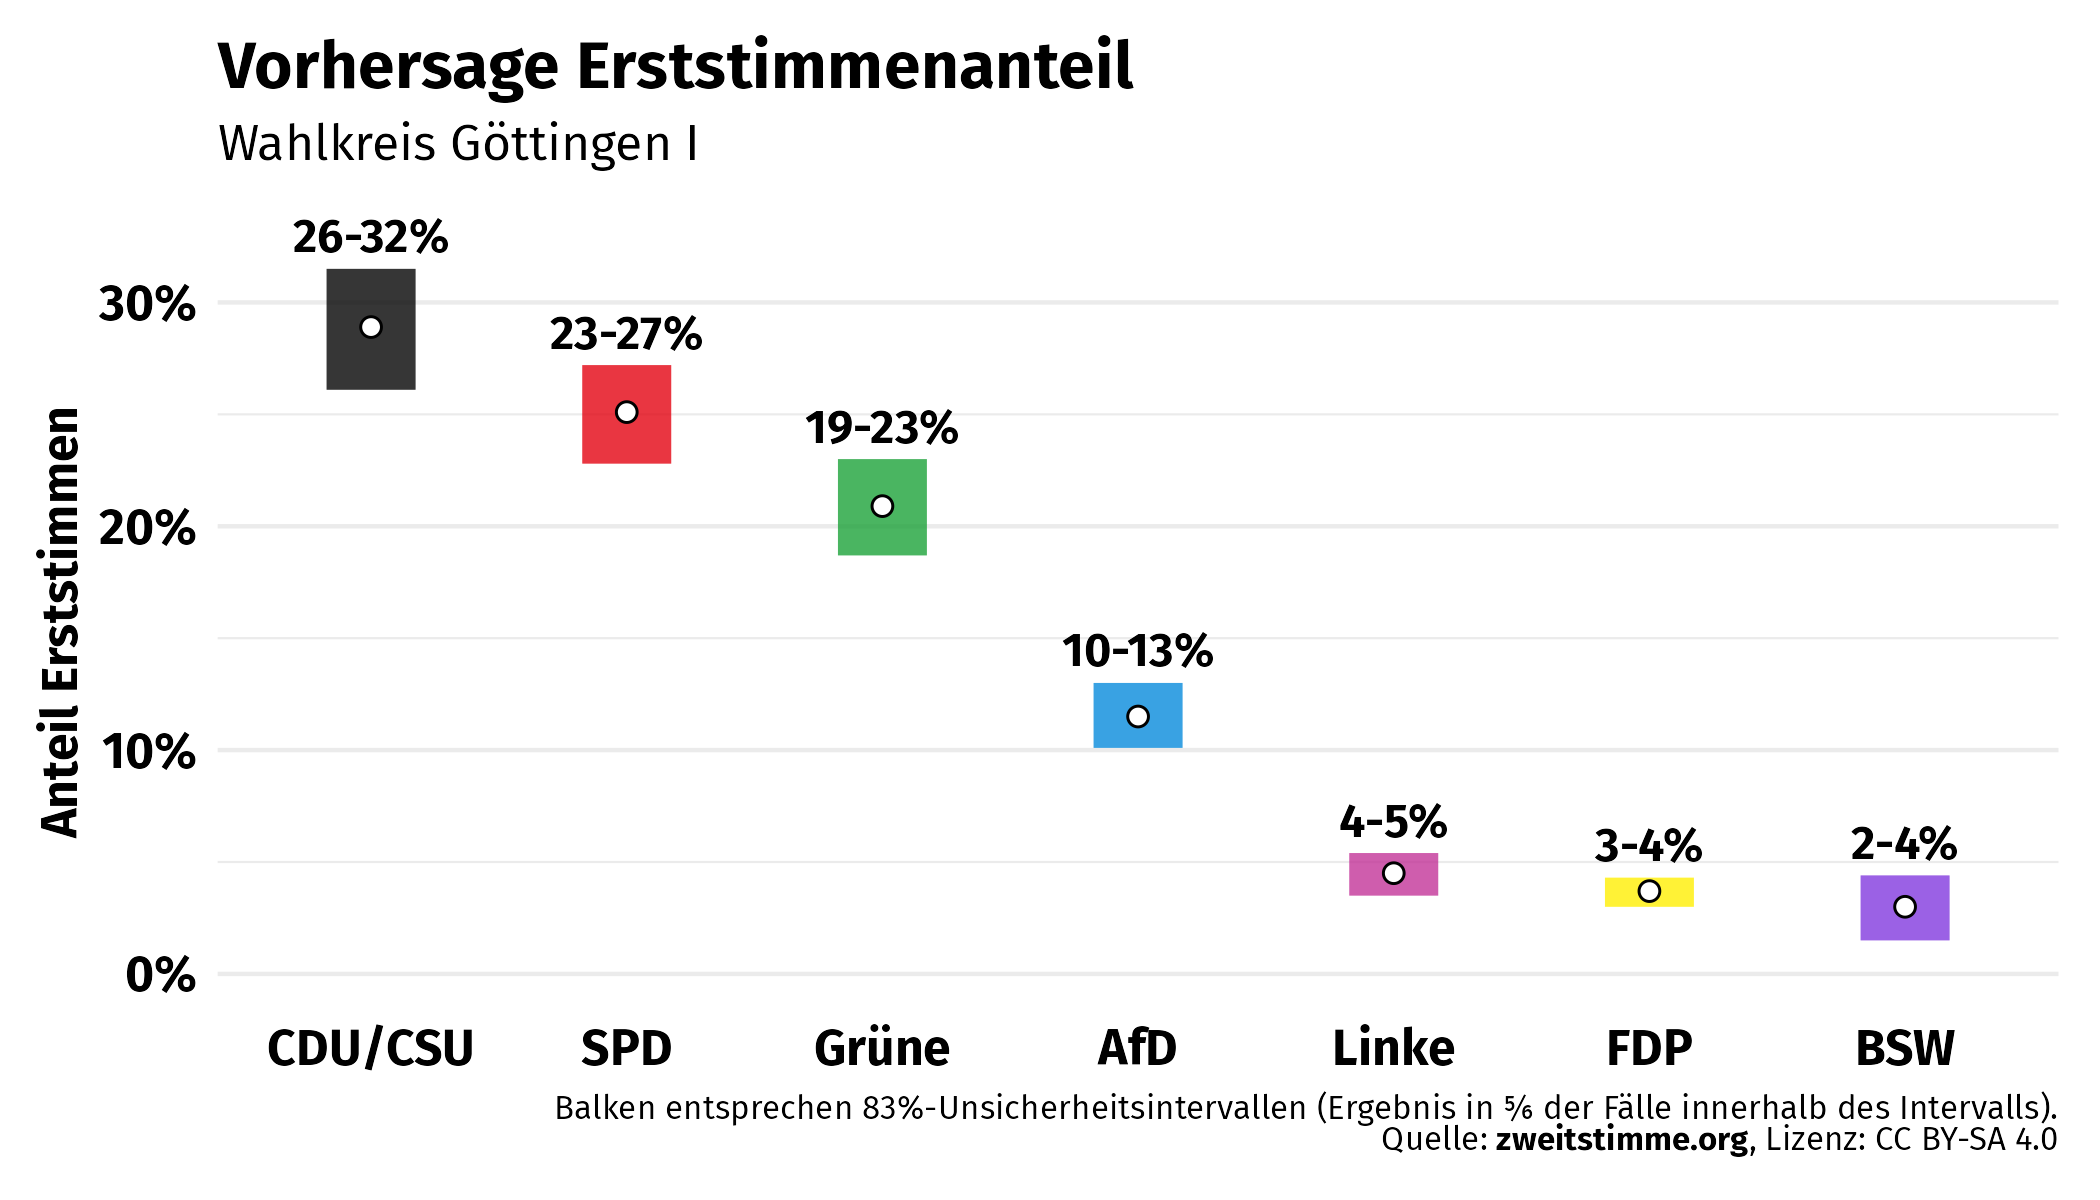 Vorhersage Erststimmenanteil
Wahlkreis Göttingen I
26-32%
23-27%
19-23%
10-13%
4-5%
3-4%
2-4%
30%
20%
10%
0%
Anteil Erststimmen
CDU/CSU SPD Grüne AfD Linke FDP BSW
Balken entsprechen 83%-Unsicherheitsintervallen (Ergebnis in ⅚ der Fälle innerhalb des Intervalls).
Quelle: zweitstimme.org, Lizenz: CC BY-SA 4.0